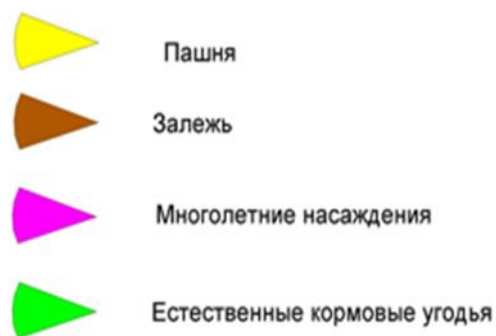 Пашня
Залежь
Многолетние насаждения
Естественные кормовые угодья